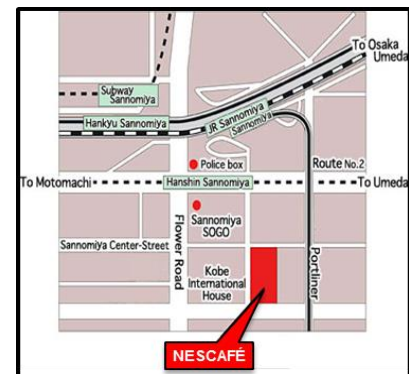 To Osaka
Umeda
Subway
Sannomiya
Hankyu Sannomiya
JR Sannomiya
Sannomiya
Police box
Route No.2
To Motomachi
Hanshin Sannomiya
To Umeda
Sannomiya
SOGO
Flower Road
Sannomiya Center-Street
Kobe
International
House
Portliner
NESCAFÉ